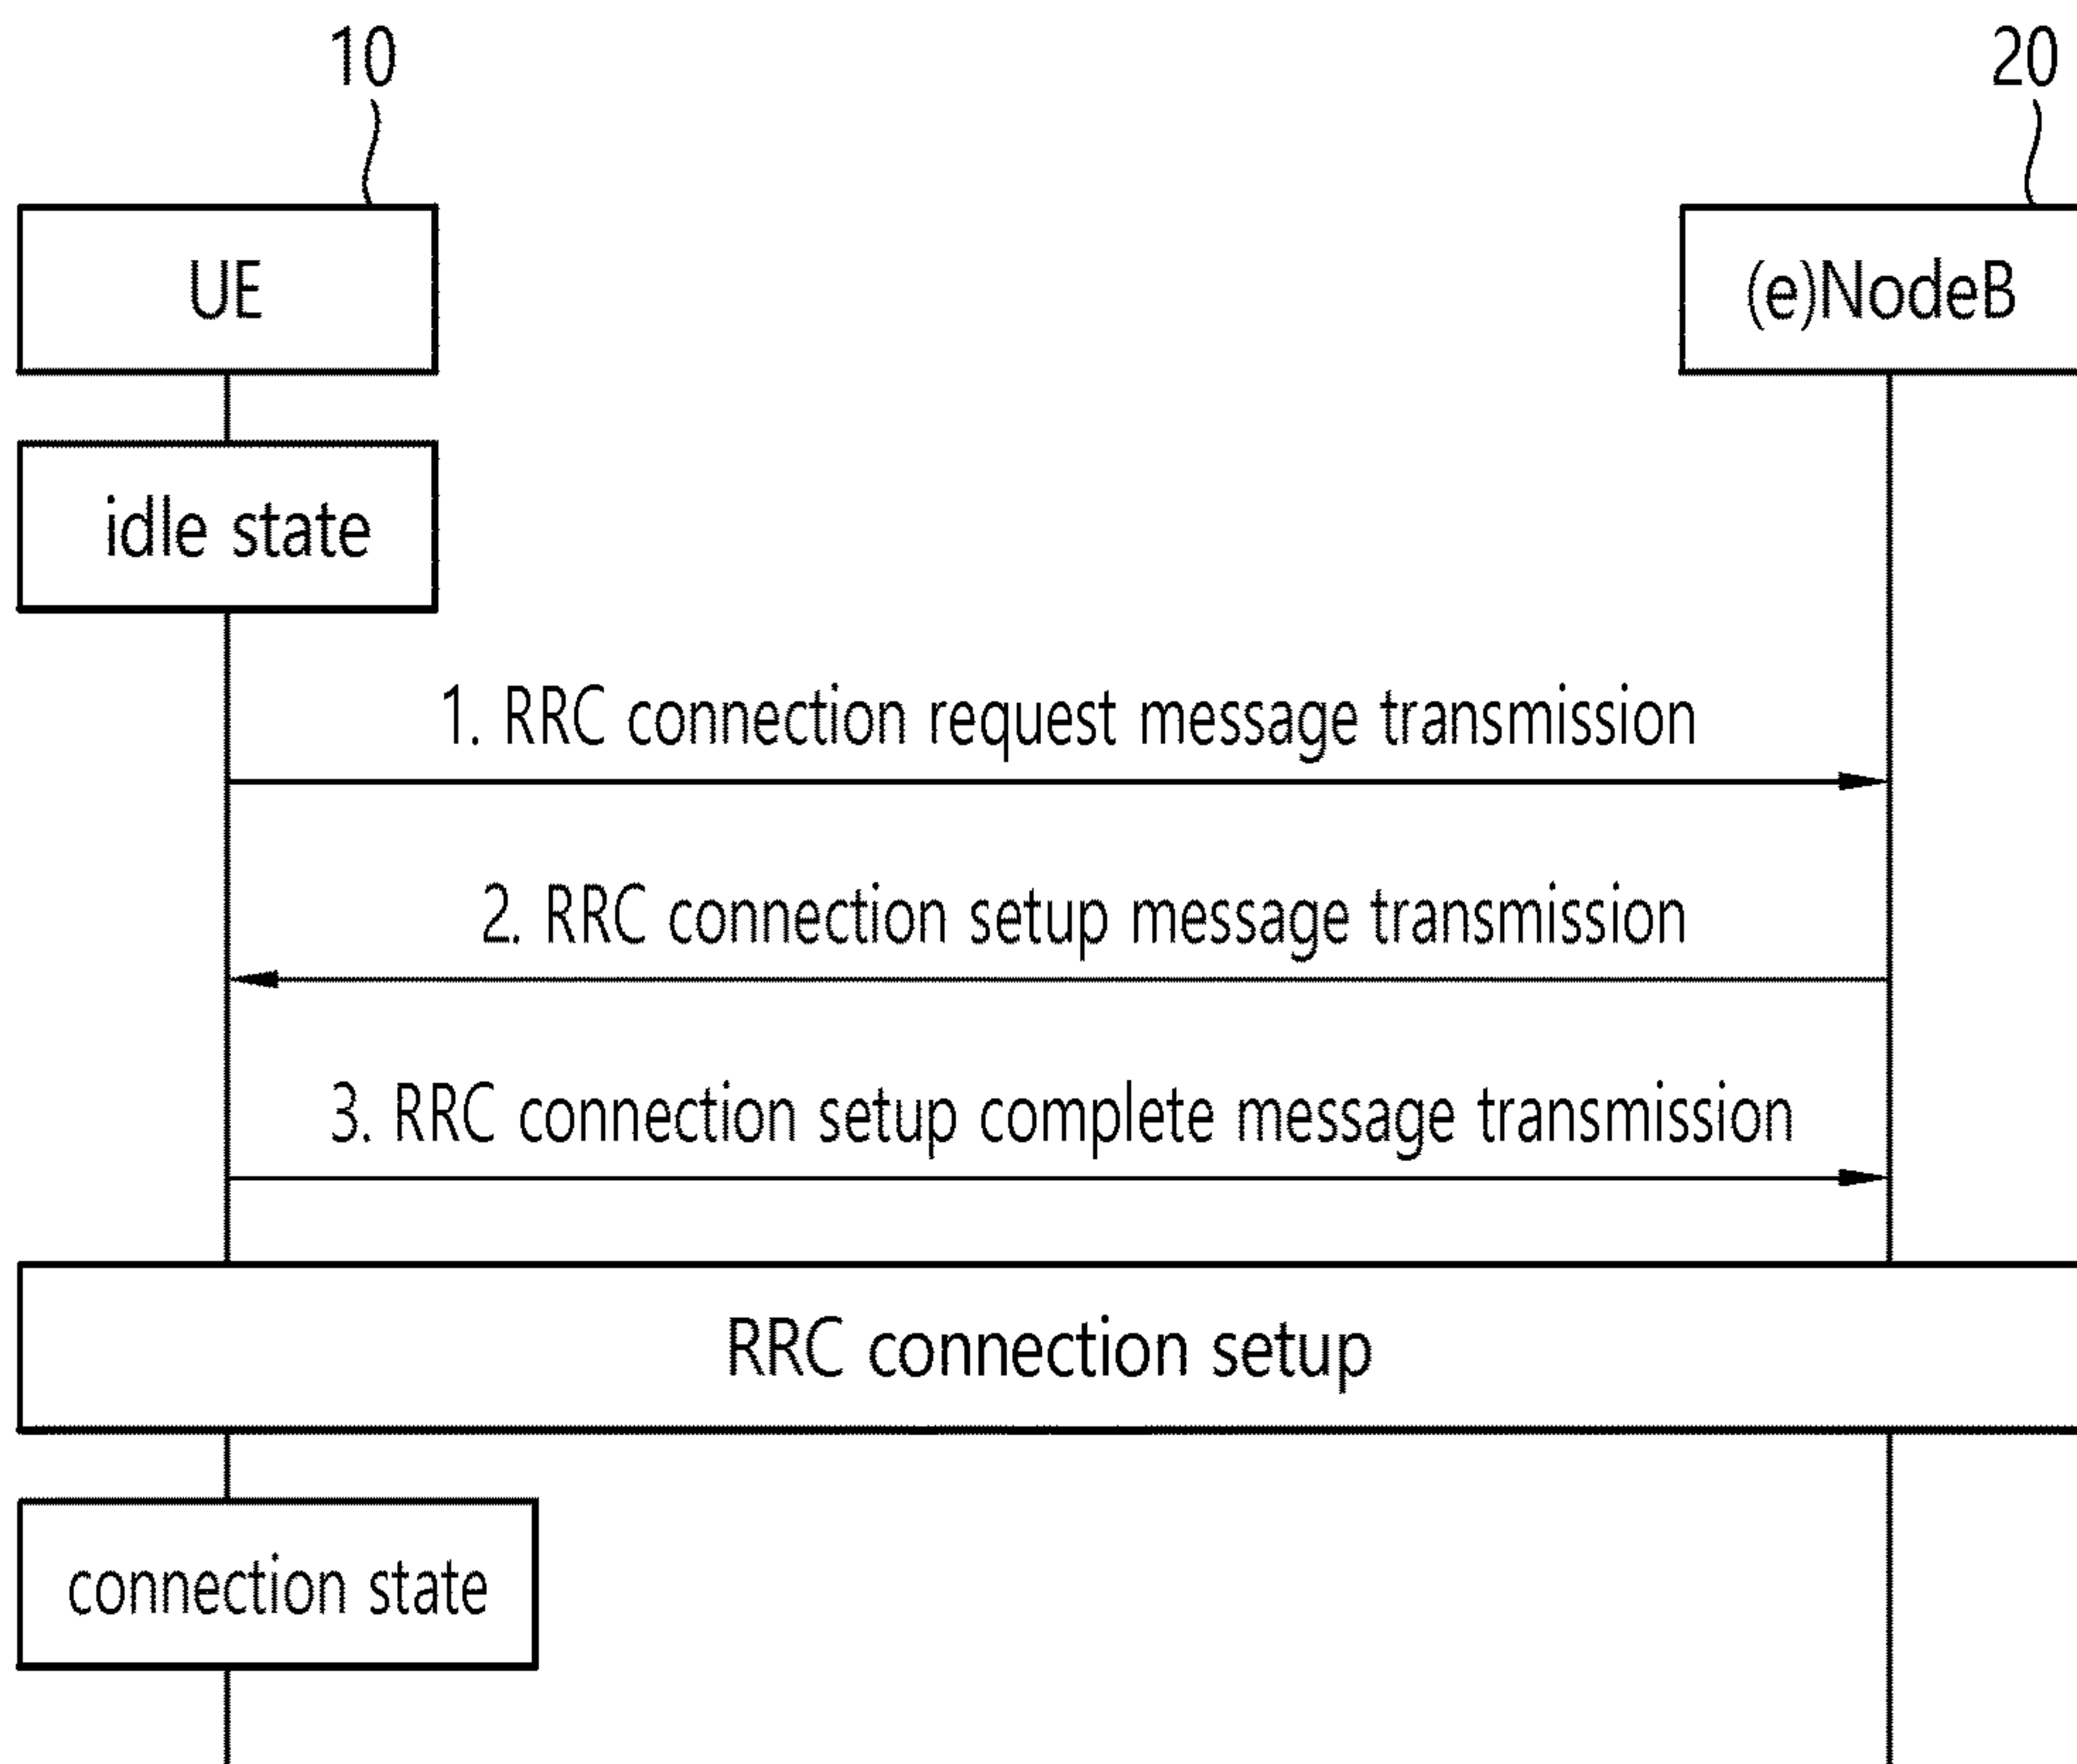 10
20
UE
(e)NodeB
idle state
1. RRC connection request message transmission
2. RRC connection setup message transmission
3. RRC connection setup complete message transmission
RRC connection setup
connection state